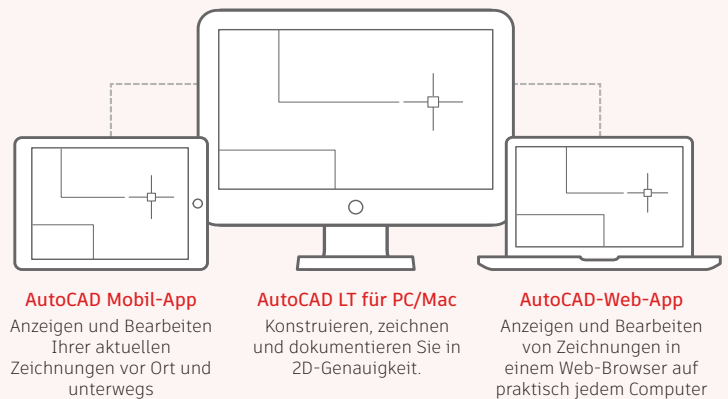 AutoCAD Mobil-App
Anzeigen und Bearbeiten
Ihrer aktuellen
Zeichnungen vor Ort und
unterwegs
AutoCAD LT für PC/Mac
Konstruieren, zeichnen
und dokumentieren Sie in
2D-Genauigkeit.
AutoCAD-Web-App
Anzeigen und Bearbeiten
von Zeichnungen in
einem Web-Browser auf
praktisch jedem Computer